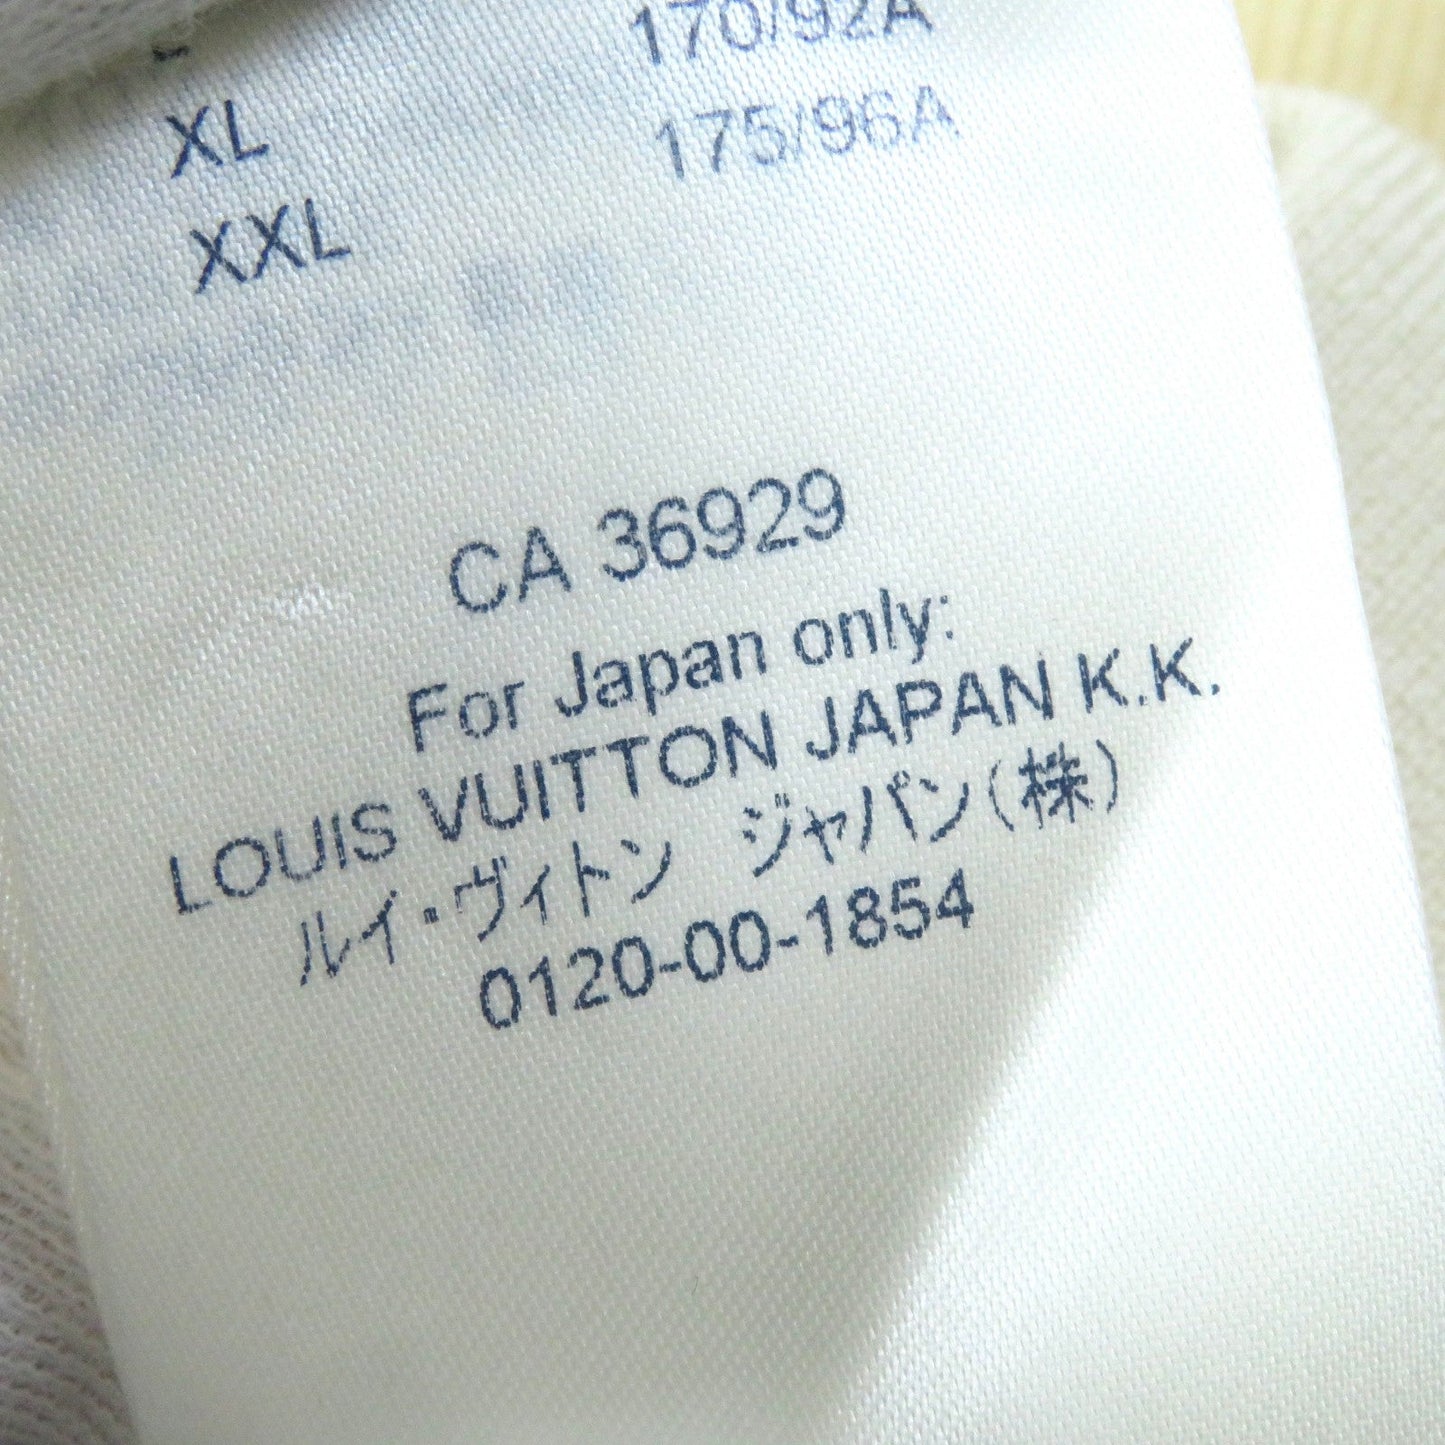 L 170/92A
XL 175/96A
XXL
CA 36929
For Japan only:
LOUIS VUITTON JAPAN K.K.
ルイ・ヴィトン ジャパン(株)
0120-00-1854